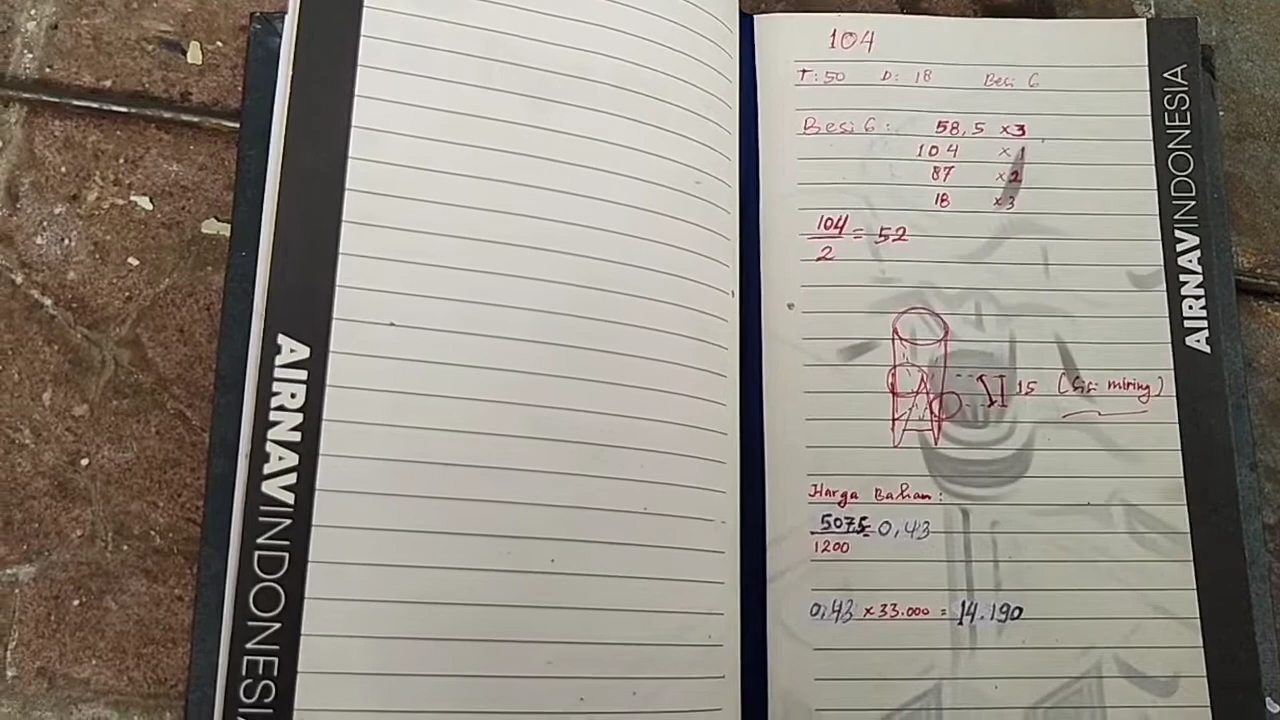 104
T: 50 D: 18 Besi 6
Besi 6 : 58,5 x3
104 x1
87 x2
18 x3
104
2
= 52
15 (Sisi miring)
Harga Bahan :
5075
1200
= 0,43
0,43 x 33.000 = 14.190
AIRNAVINDONESIA
AIRNAVINDONESIA